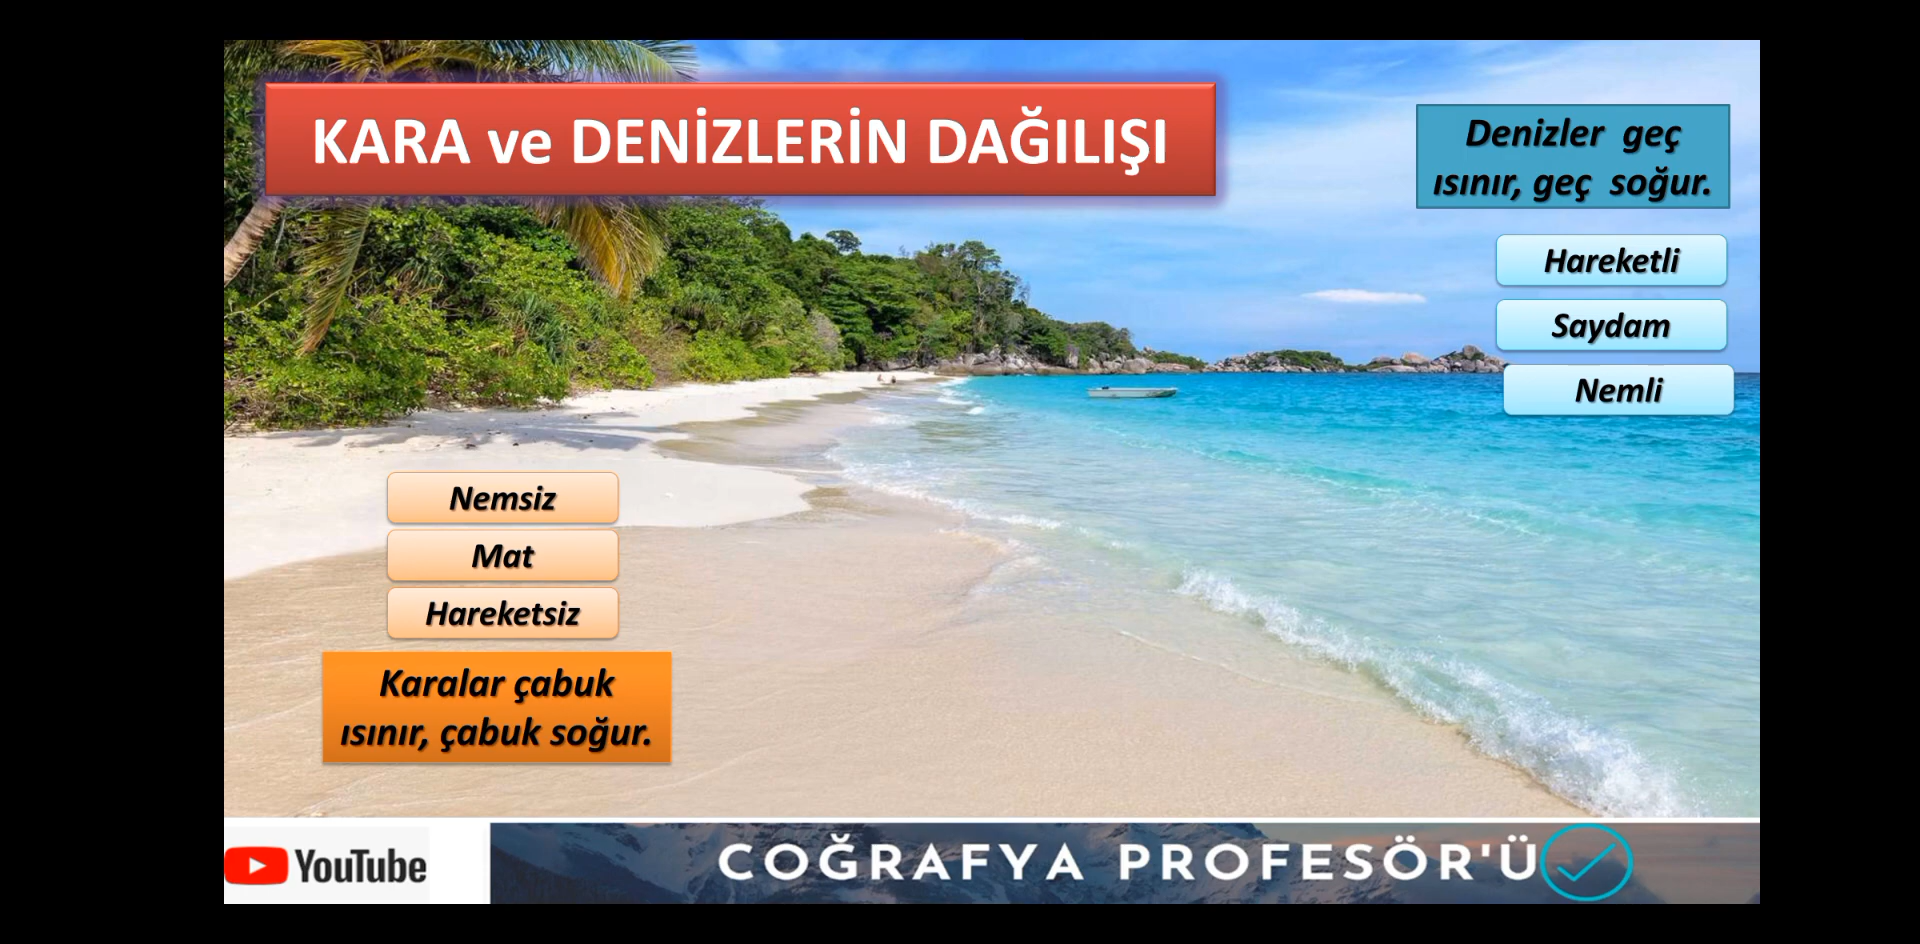 KARA ve DENİZLERİN DAĞILIŞI
Denizler geç
ısınır, geç soğur.
Hareketli
Saydam
Nemli
Nemsiz
Mat
Hareketsiz
Karalar çabuk
ısınır, çabuk soğur.
YouTube
COĞRAFYA PROFESÖR'Ü